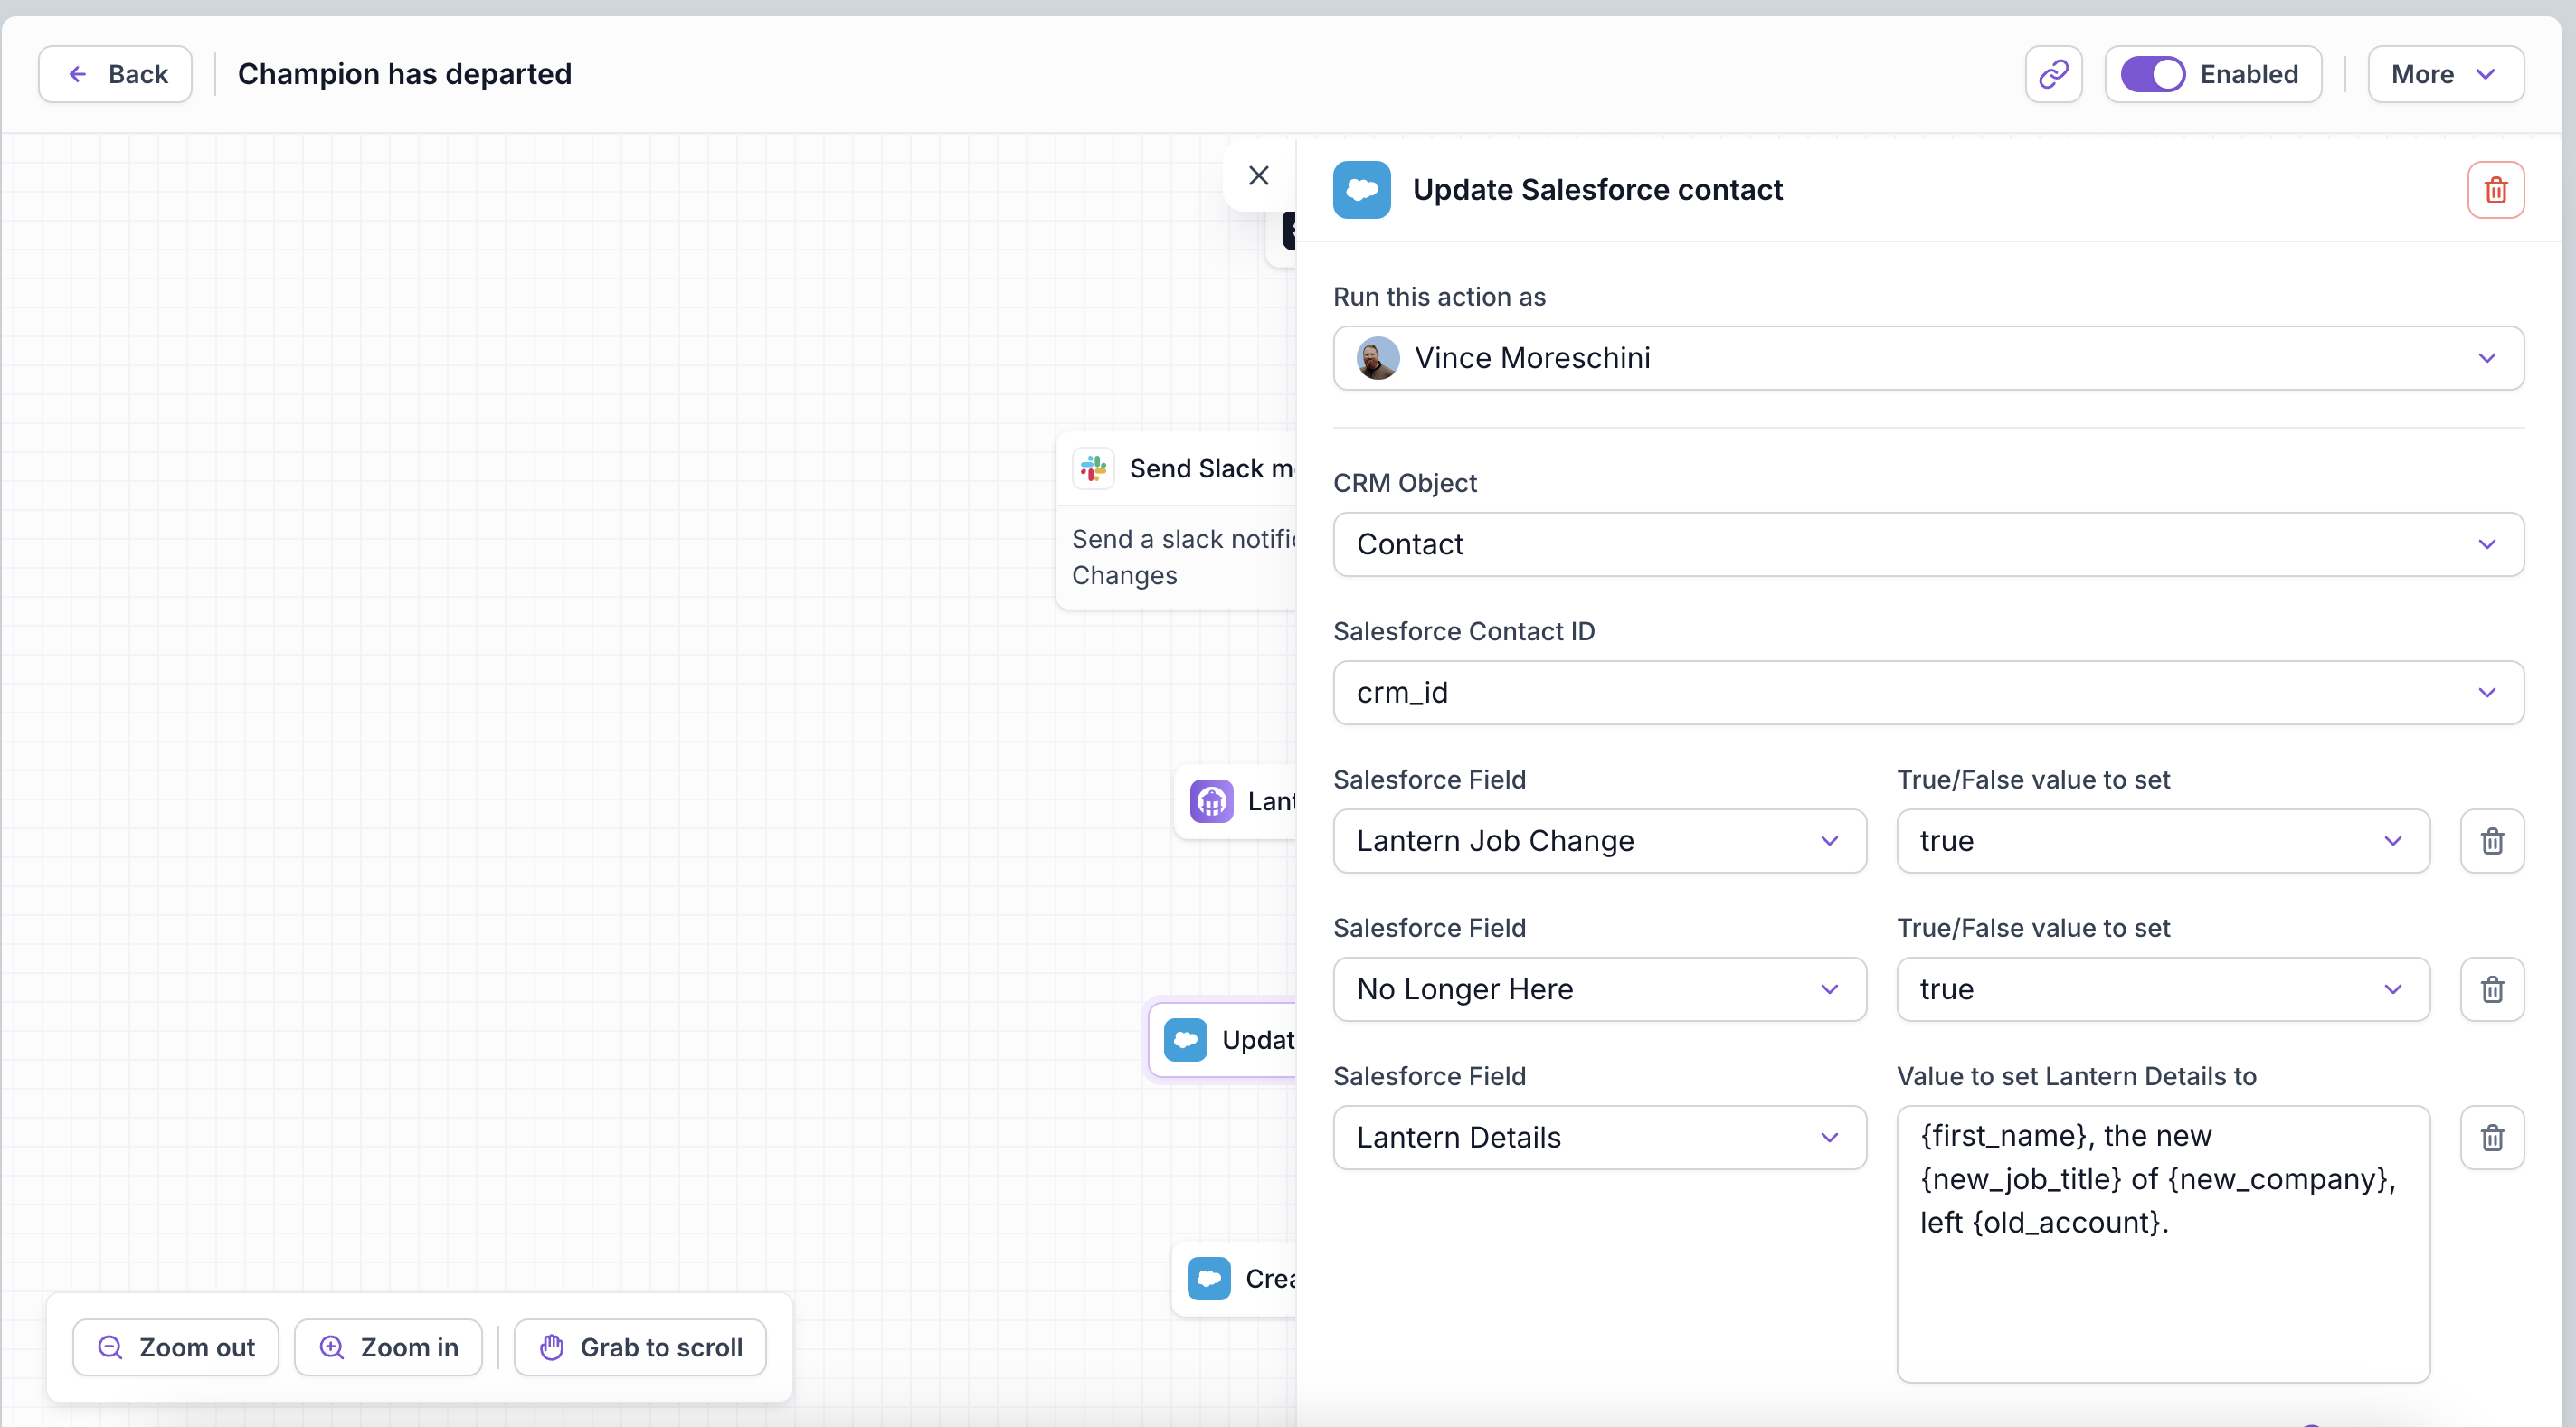 Back
Champion has departed
Enabled
More
Update Salesforce contact
Run this action as
Vince Moreschini
CRM Object
Contact
Salesforce Contact ID
crm_id
Salesforce Field
True/False value to set
Lantern Job Change
true
Salesforce Field
True/False value to set
No Longer Here
true
Salesforce Field
Value to set Lantern Details to
Lantern Details
{first_name}, the new
{new_job_title} of {new_company},
left {old_account}.
Send Slack m
Send a slack notific
Changes
Lant
Updat
Crea
Zoom out
Zoom in
Grab to scroll